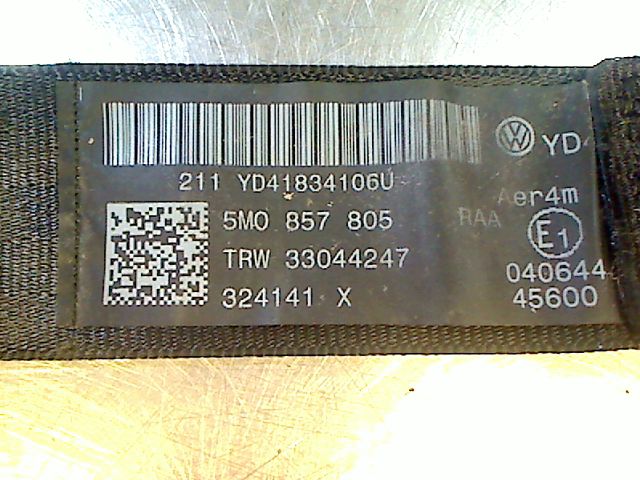 YD
211 YD41834106U
Aer4m
5M0 857 805
RAA
E1
TRW 33044247
040644
324141 X
45600